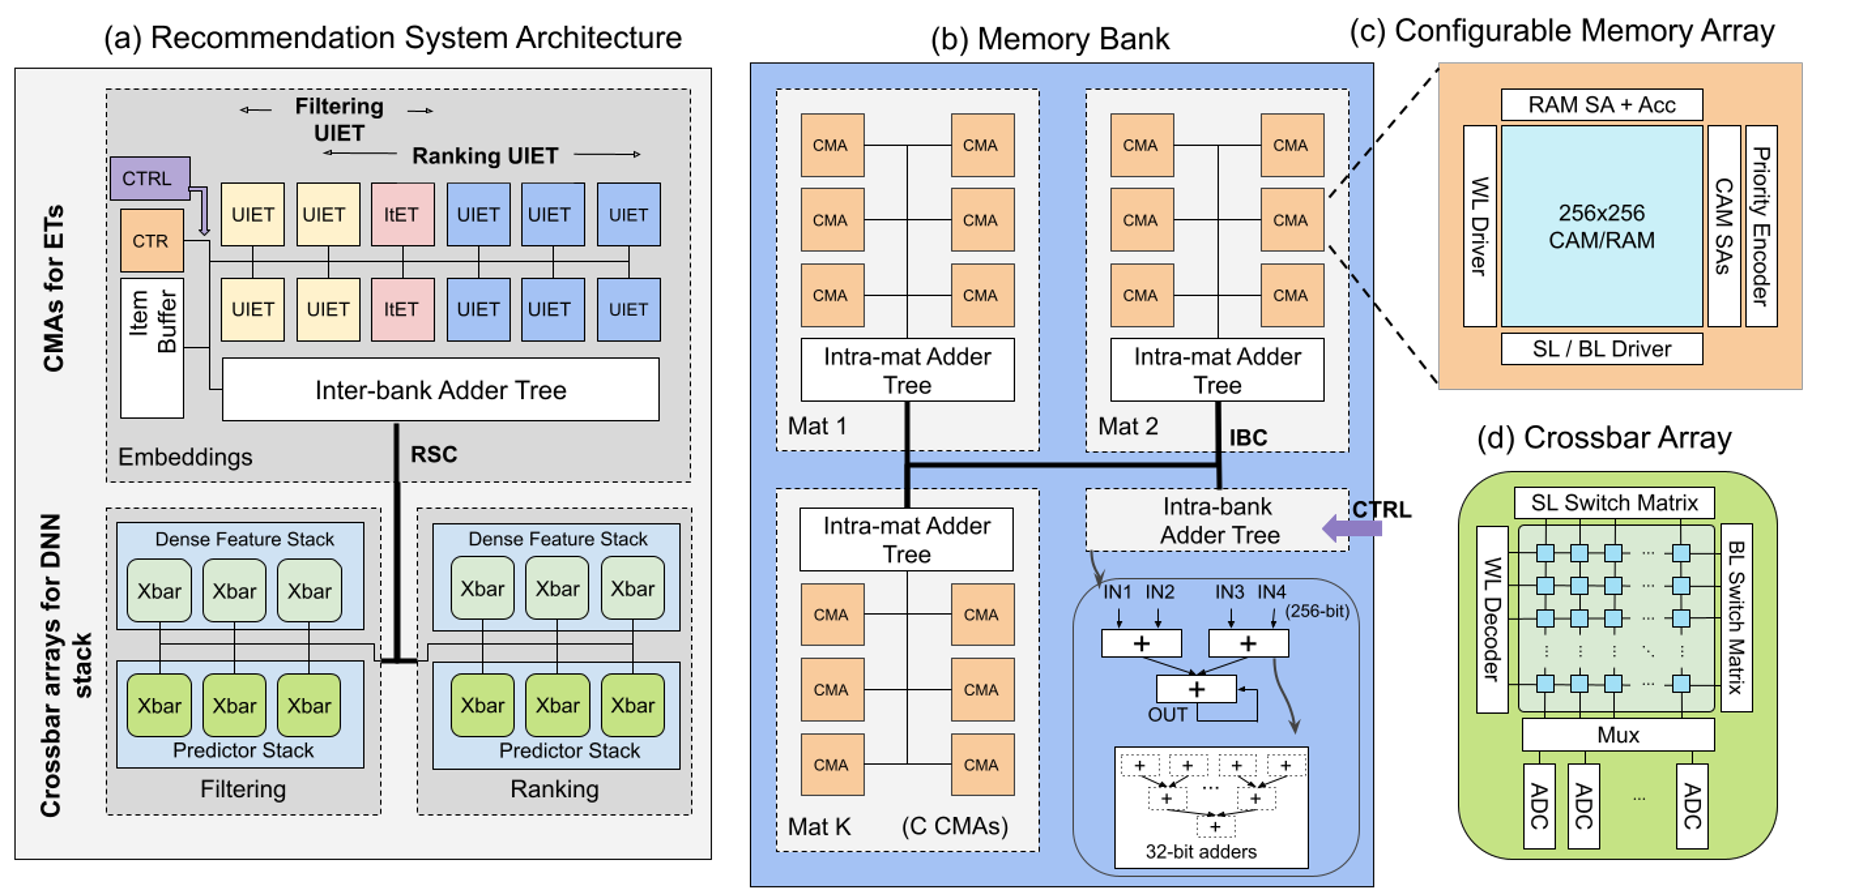 (a) Recommendation System Architecture
CMAs for ETs
Filtering
UIET
Ranking UIET
CTRL
CTR
Item
Buffer
UIET UIET ItET UIET UIET UIET
UIET UIET ItET UIET UIET UIET
Inter-bank Adder Tree
Embeddings
RSC
Crossbar arrays for DNN
stack
Dense Feature Stack
Xbar Xbar Xbar
Xbar Xbar Xbar
Predictor Stack
Filtering
Dense Feature Stack
Xbar Xbar Xbar
Xbar Xbar Xbar
Predictor Stack
Ranking
(b) Memory Bank
CMA CMA
CMA CMA
CMA CMA
Intra-mat Adder
Tree
Mat 1
CMA CMA
CMA CMA
CMA CMA
Intra-mat Adder
Tree
Mat 2
IBC
Intra-mat Adder
Tree
CMA CMA
CMA CMA
CMA CMA
Mat K (C CMAs)
Intra-bank
Adder Tree
CTRL
IN1 IN2 IN3 IN4
(256-bit)
+ +
+
OUT
+ + + +
...
+ +
+
32-bit adders
(c) Configurable Memory Array
RAM SA + Acc
WL Driver
256x256
CAM/RAM
CAM SAs
Priority Encoder
SL / BL Driver
(d) Crossbar Array
SL Switch Matrix
WL Decoder
BL Switch Matrix
Mux
ADC ADC ... ADC